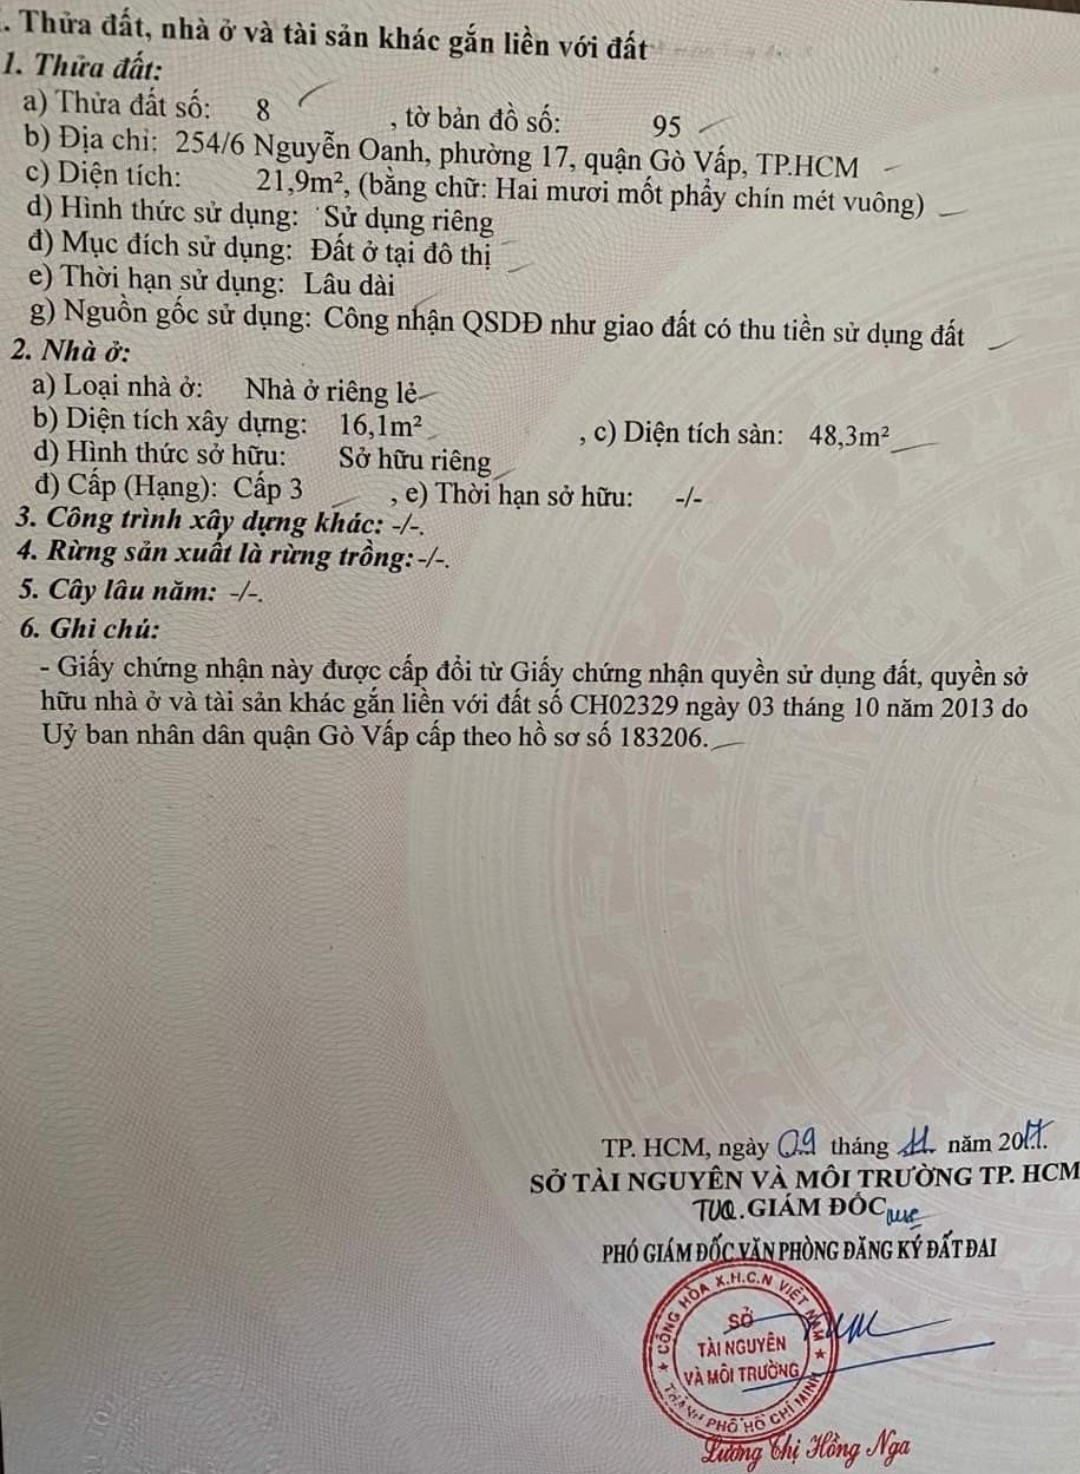 . Thửa đất, nhà ở và tài sản khác gắn liền với đất
1. Thửa đất:
a) Thửa đất số: 8 , tờ bản đồ số: 95
b) Địa chỉ: 254/6 Nguyễn Oanh, phường 17, quận Gò Vấp, TP.HCM
c) Diện tích: 21,9m², (bằng chữ: Hai mươi mốt phẩy chín mét vuông)
d) Hình thức sử dụng: Sử dụng riêng
đ) Mục đích sử dụng: Đất ở tại đô thị
e) Thời hạn sử dụng: Lâu dài
g) Nguồn gốc sử dụng: Công nhận QSDĐ như giao đất có thu tiền sử dụng đất
2. Nhà ở:
a) Loại nhà ở: Nhà ở riêng lẻ
b) Diện tích xây dựng: 16,1m² , c) Diện tích sàn: 48,3m²
d) Hình thức sở hữu: Sở hữu riêng
đ) Cấp (Hạng): Cấp 3 , e) Thời hạn sở hữu: -/-
3. Công trình xây dựng khác: -/-.
4. Rừng sản xuất là rừng trồng: -/-.
5. Cây lâu năm: -/-.
6. Ghi chú:
- Giấy chứng nhận này được cấp đổi từ Giấy chứng nhận quyền sử dụng đất, quyền sở
hữu nhà ở và tài sản khác gắn liền với đất số CH02329 ngày 03 tháng 10 năm 2013 do
Uỷ ban nhân dân quận Gò Vấp cấp theo hồ sơ số 183206.
TP. HCM, ngày 09 tháng 11 năm 2017.
SỞ TÀI NGUYÊN VÀ MÔI TRƯỜNG TP. HCM
TUQ. GIÁM ĐỐC
PHÓ GIÁM ĐỐC VĂN PHÒNG ĐĂNG KÝ ĐẤT ĐAI
CỘNG HÒA X.H.C.N VIỆT NAM
SỞ
TÀI NGUYÊN
VÀ MÔI TRƯỜNG
THÀNH PHỐ HỒ CHÍ MINH
Lương Thị Hồng Nga